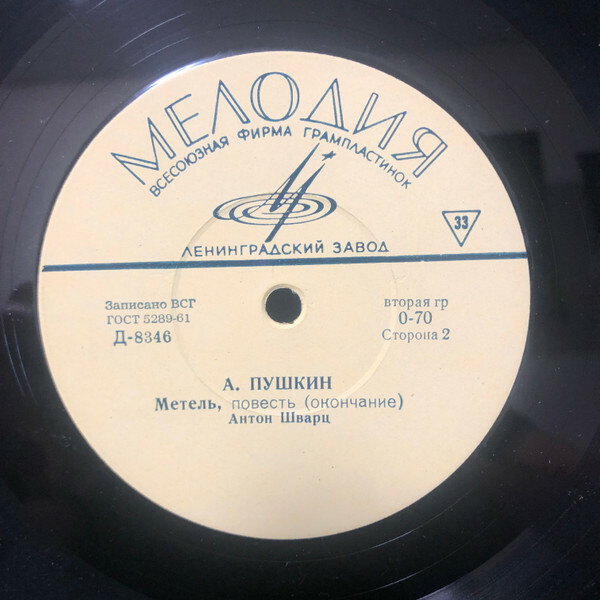 МЕЛОДИЯ
ВСЕСОЮЗНАЯ ФИРМА ГРАМПЛАСТИНОК
ЛЕНИНГРАДСКИЙ ЗАВОД
33
Записано ВСГ
ГОСТ 5289-61
Д-8346
вторая гр
0-70
Сторона 2
А. ПУШКИН
Метель, повесть (окончание)
Антон Шварц